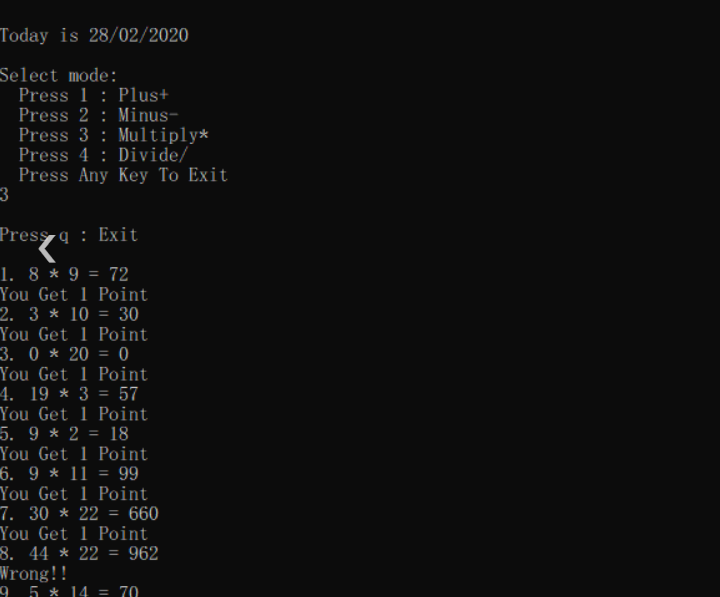 Today is 28/02/2020
Select mode:
Press 1 : Plus+
Press 2 : Minus-
Press 3 : Multiply*
Press 4 : Divide/
Press Any Key To Exit
3
Press q : Exit
1. 8 * 9 = 72
You Get 1 Point
2. 3 * 10 = 30
You Get 1 Point
3. 0 * 20 = 0
You Get 1 Point
4. 19 * 3 = 57
You Get 1 Point
5. 9 * 2 = 18
You Get 1 Point
6. 9 * 11 = 99
You Get 1 Point
7. 30 * 22 = 660
You Get 1 Point
8. 44 * 22 = 962
Wrong!!
9. 5 * 14 = 70